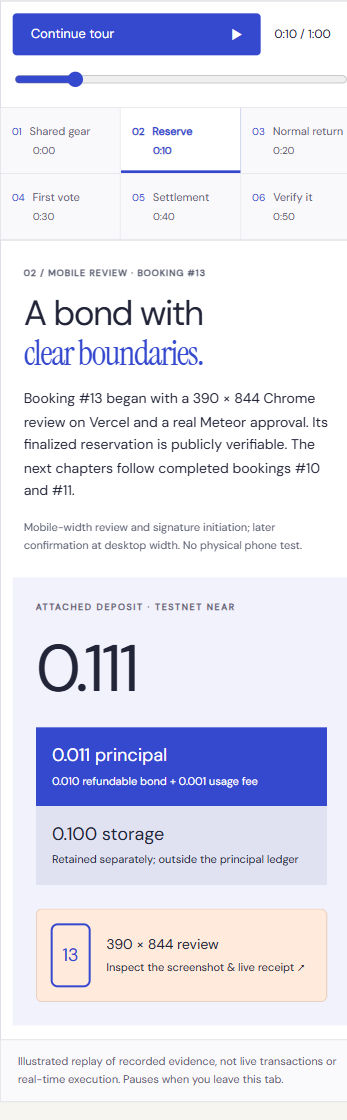 Continue tour
0:10 / 1:00
01 Shared gear
0:00
02 Reserve
0:10
03 Normal return
0:20
04 First vote
0:30
05 Settlement
0:40
06 Verify it
0:50
02 / MOBILE REVIEW · BOOKING #13
A bond with
clear boundaries.
Booking #13 began with a 390 × 844 Chrome
review on Vercel and a real Meteor approval. Its
finalized reservation is publicly verifiable. The
next chapters follow completed bookings #10
and #11.
Mobile-width review and signature initiation; later
confirmation at desktop width. No physical phone test.
ATTACHED DEPOSIT · TESTNET NEAR
0.111
0.011 principal
0.010 refundable bond + 0.001 usage fee
0.100 storage
Retained separately; outside the principal ledger
13
390 × 844 review
Inspect the screenshot & live receipt ↗
Illustrated replay of recorded evidence, not live transactions or
real-time execution. Pauses when you leave this tab.